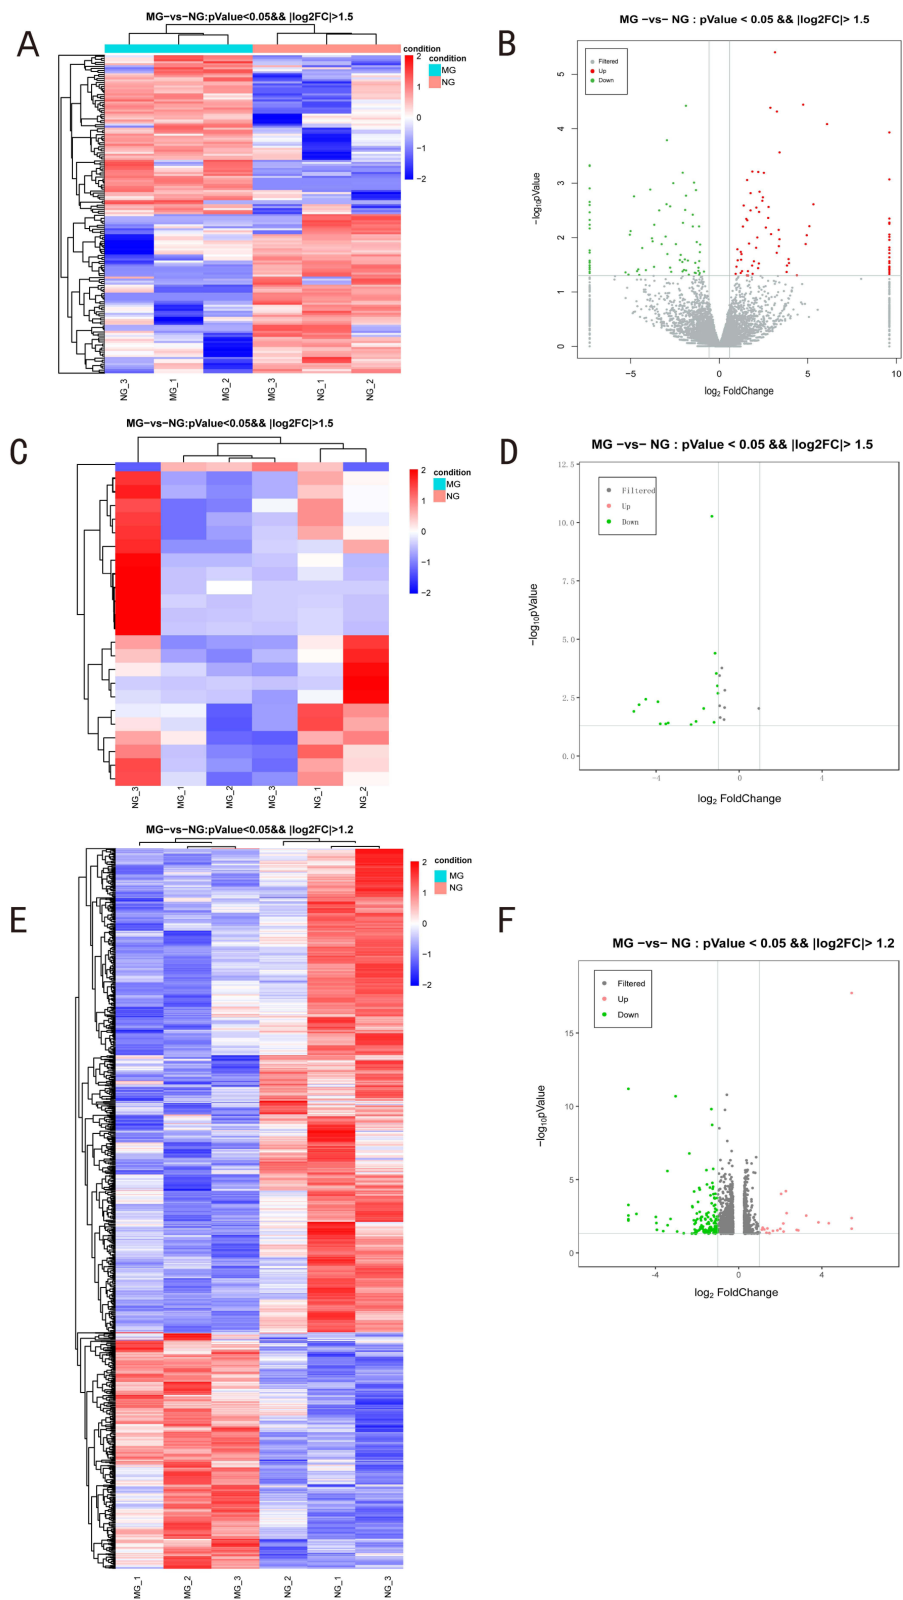 A
MG-vs-NG:pValue<0.05&& |log2FC|>1.5
condition
MG
NG
2
1
0
-1
-2
NG_3
MG_1
MG_2
MG_3
NG_1
NG_2
B
MG -vs- NG : pValue < 0.05 && |log2FC|> 1.5
Filtered
Up
Down
-log10pValue
5
4
3
2
1
0
-5
0
5
10
log2 FoldChange
C
MG-vs-NG:pValue<0.05&& |log2FC|>1.5
condition
MG
NG
2
1
0
-1
-2
NG_3
MG_1
MG_2
MG_3
NG_1
NG_2
D
MG -vs- NG : pValue < 0.05 && |log2FC|> 1.5
Filtered
Up
Down
-log10pValue
12.5
10.0
7.5
5.0
2.5
0.0
-4
0
4
log2 FoldChange
E
MG-vs-NG:pValue<0.05&& |log2FC|>1.2
condition
MG
NG
2
1
0
-1
-2
MG_1
MG_2
MG_3
NG_2
NG_1
NG_3
F
MG -vs- NG : pValue < 0.05 && |log2FC|> 1.2
Filtered
Up
Down
-log10pValue
15
10
5
0
-4
0
4
log2 FoldChange